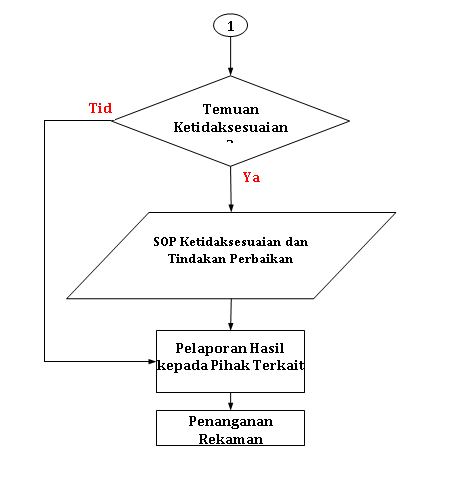 1
Temuan
Ketidaksesuaian
Tid
Ya
SOP Ketidaksesuaian dan
Tindakan Perbaikan
Pelaporan Hasil
kepada Pihak Terkait
Penanganan
Rekaman